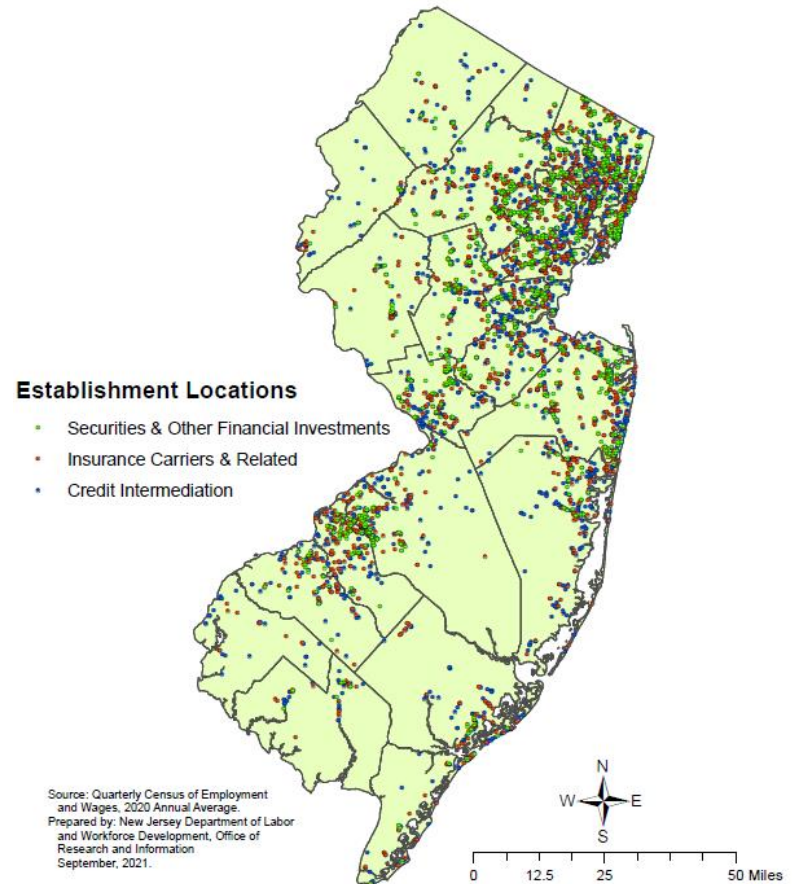 Establishment Locations
Securities & Other Financial Investments
Insurance Carriers & Related
Credit Intermediation
Source: Quarterly Census of Employment
and Wages, 2020 Annual Average.
Prepared by: New Jersey Department of Labor
and Workforce Development, Office of
Research and Information
September, 2021.
N
W E
S
0 12.5 25 50 Miles